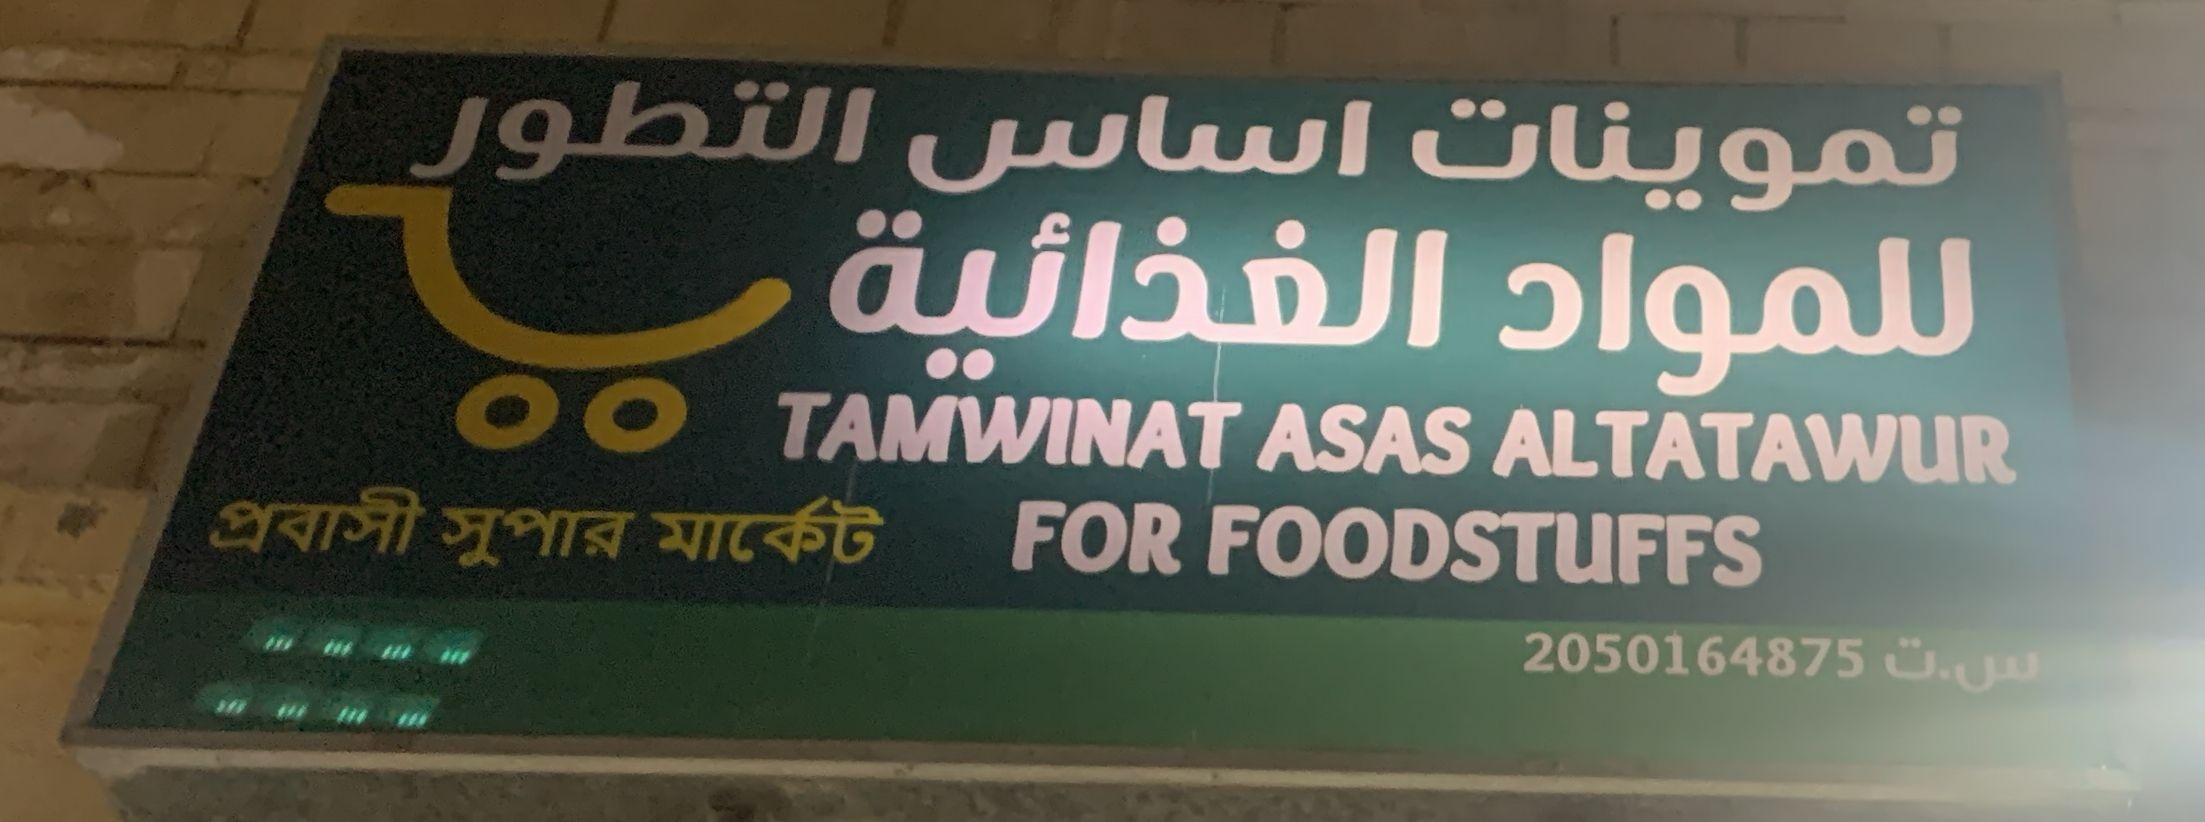 تموينات اساس التطور
للمواد الغذائية
TAMWINAT ASAS ALTATAWUR
FOR FOODSTUFFS
প্রবাসী সুপার মার্কেট
س.ت 2050164875